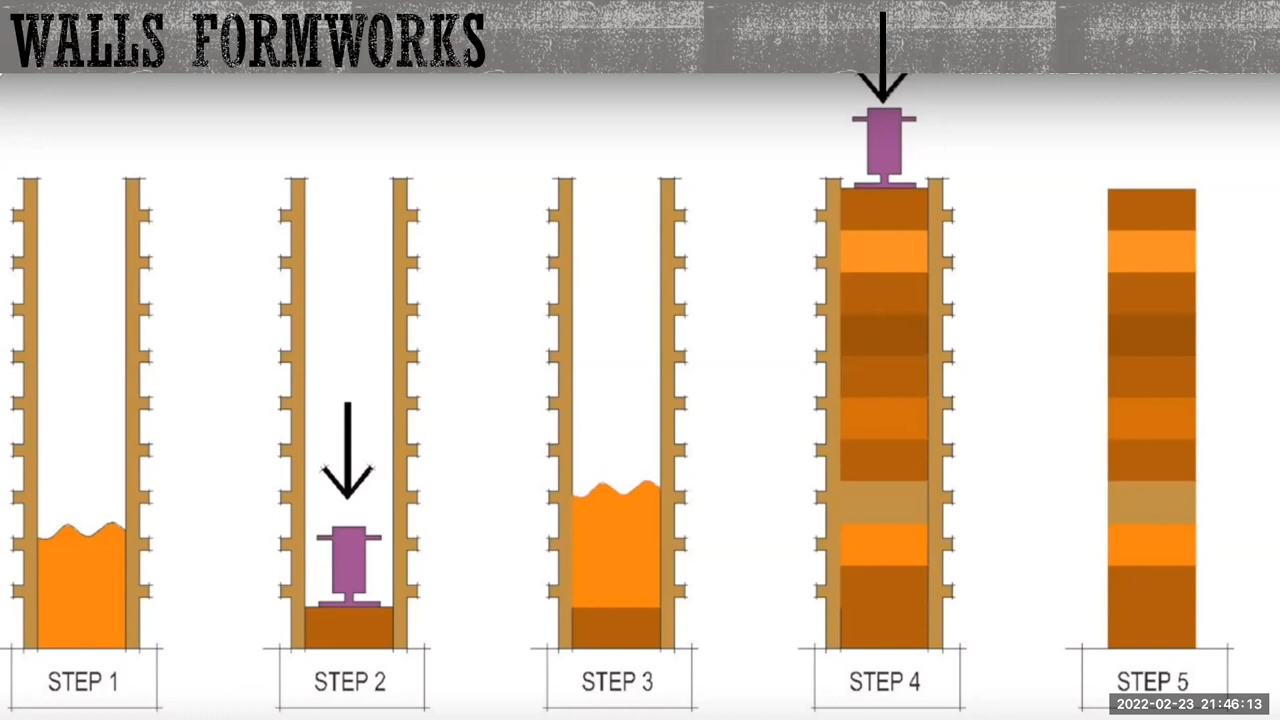 WALLS FORMWORKS
STEP 1
STEP 2
STEP 3
STEP 4
STEP 5
2022-02-23 21:46:13